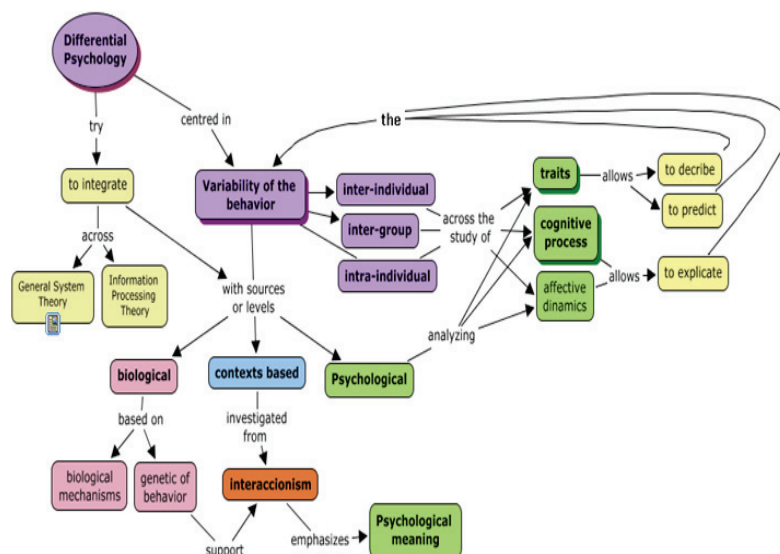 Differential
Psychology
try
centred in
the
to integrate
Variability of the
behavior
inter-individual
inter-group
intra-individual
across the
study of
traits
allows
to decribe
to predict
cognitive
process
allows
to explicate
affective
dinamics
across
General System
Theory
Information
Processing
Theory
with sources
or levels
analyzing
biological
contexts based
Psychological
based on
investigated
from
biological
mechanisms
genetic of
behavior
interaccionism
support
emphasizes
Psychological
meaning